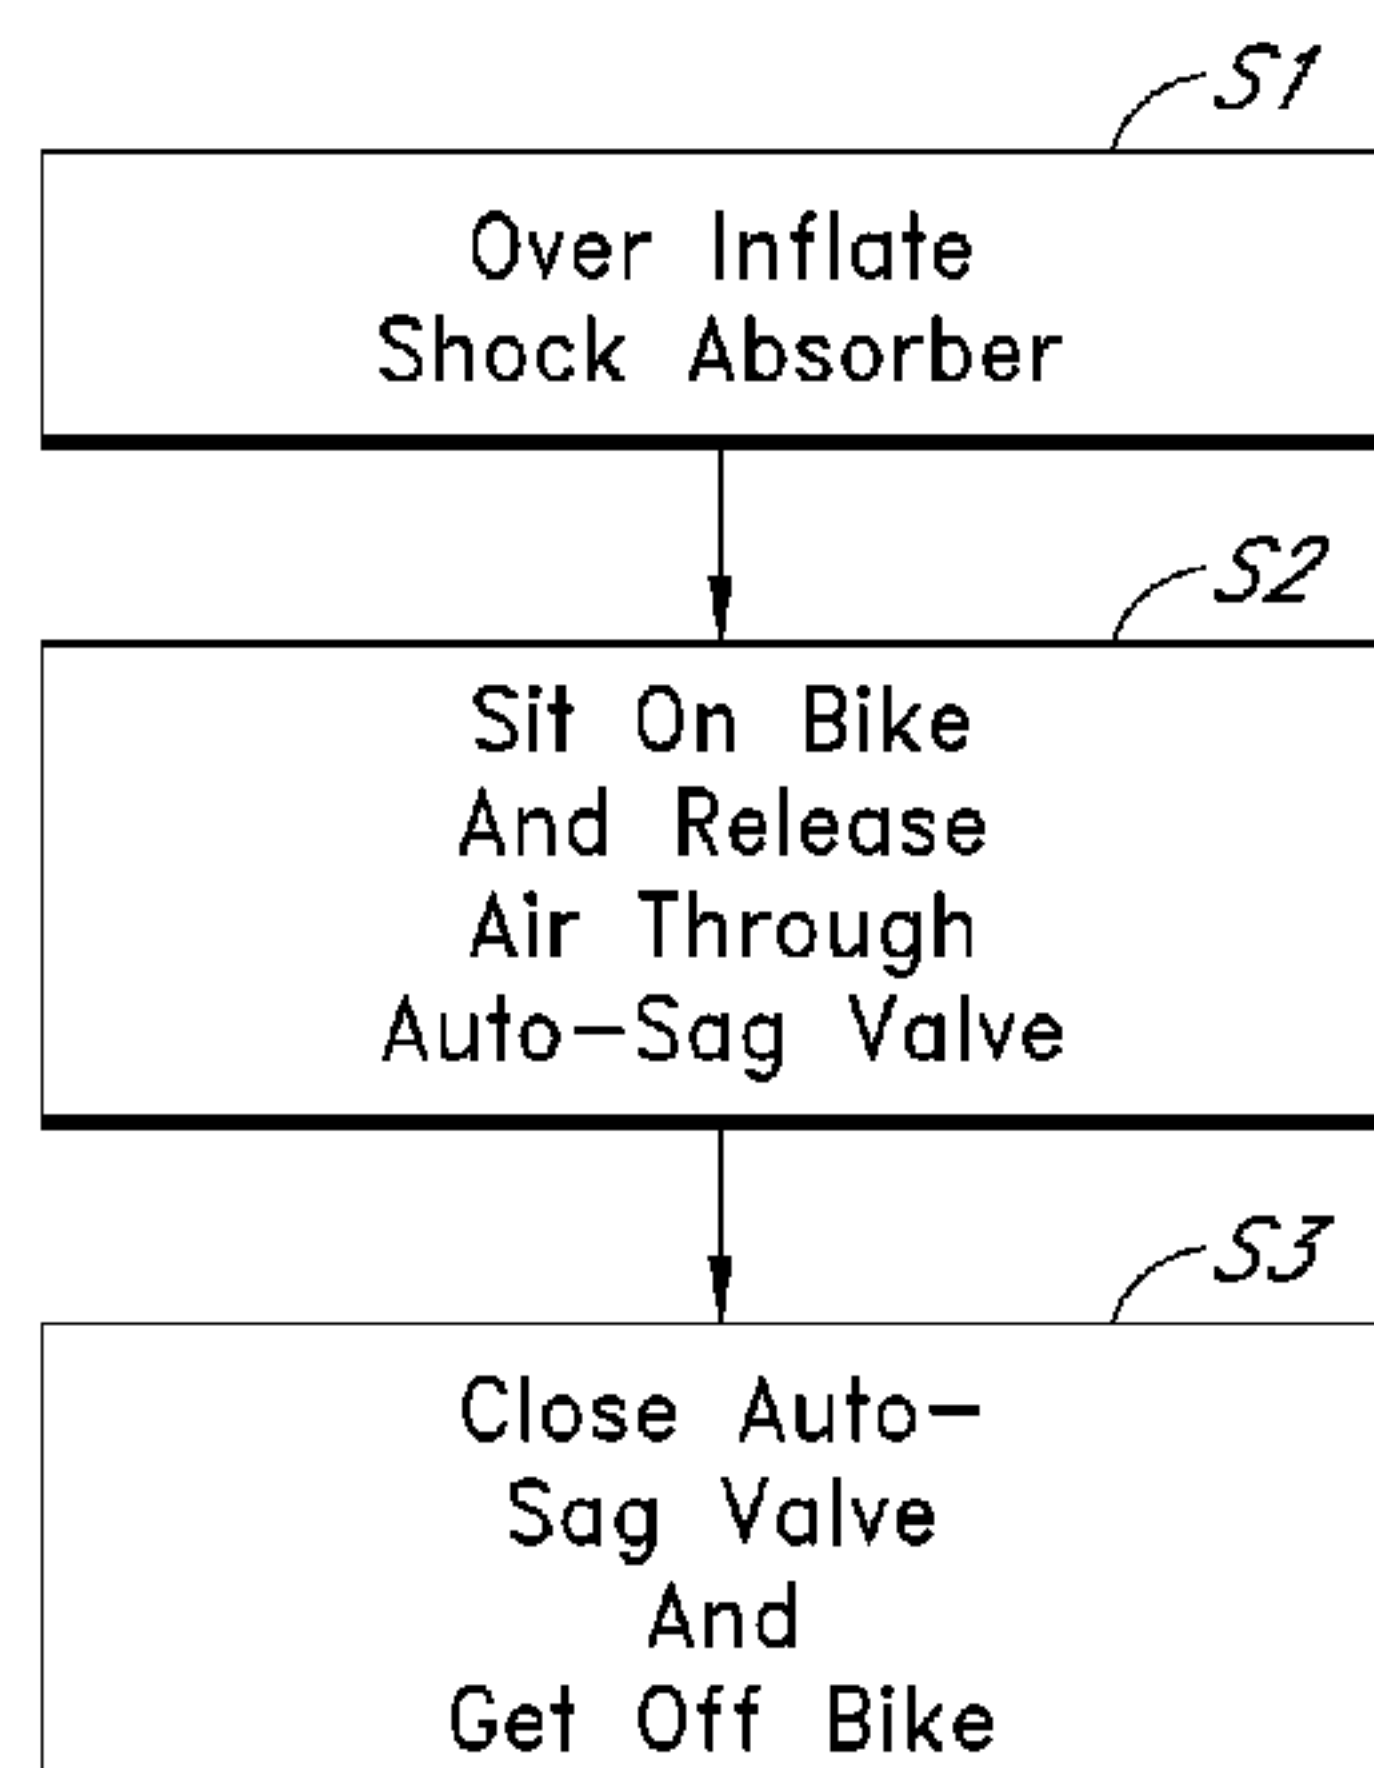 S1
Over Inflate
Shock Absorber
S2
Sit On Bike
And Release
Air Through
Auto-Sag Valve
S3
Close Auto-
Sag Valve
And
Get Off Bike